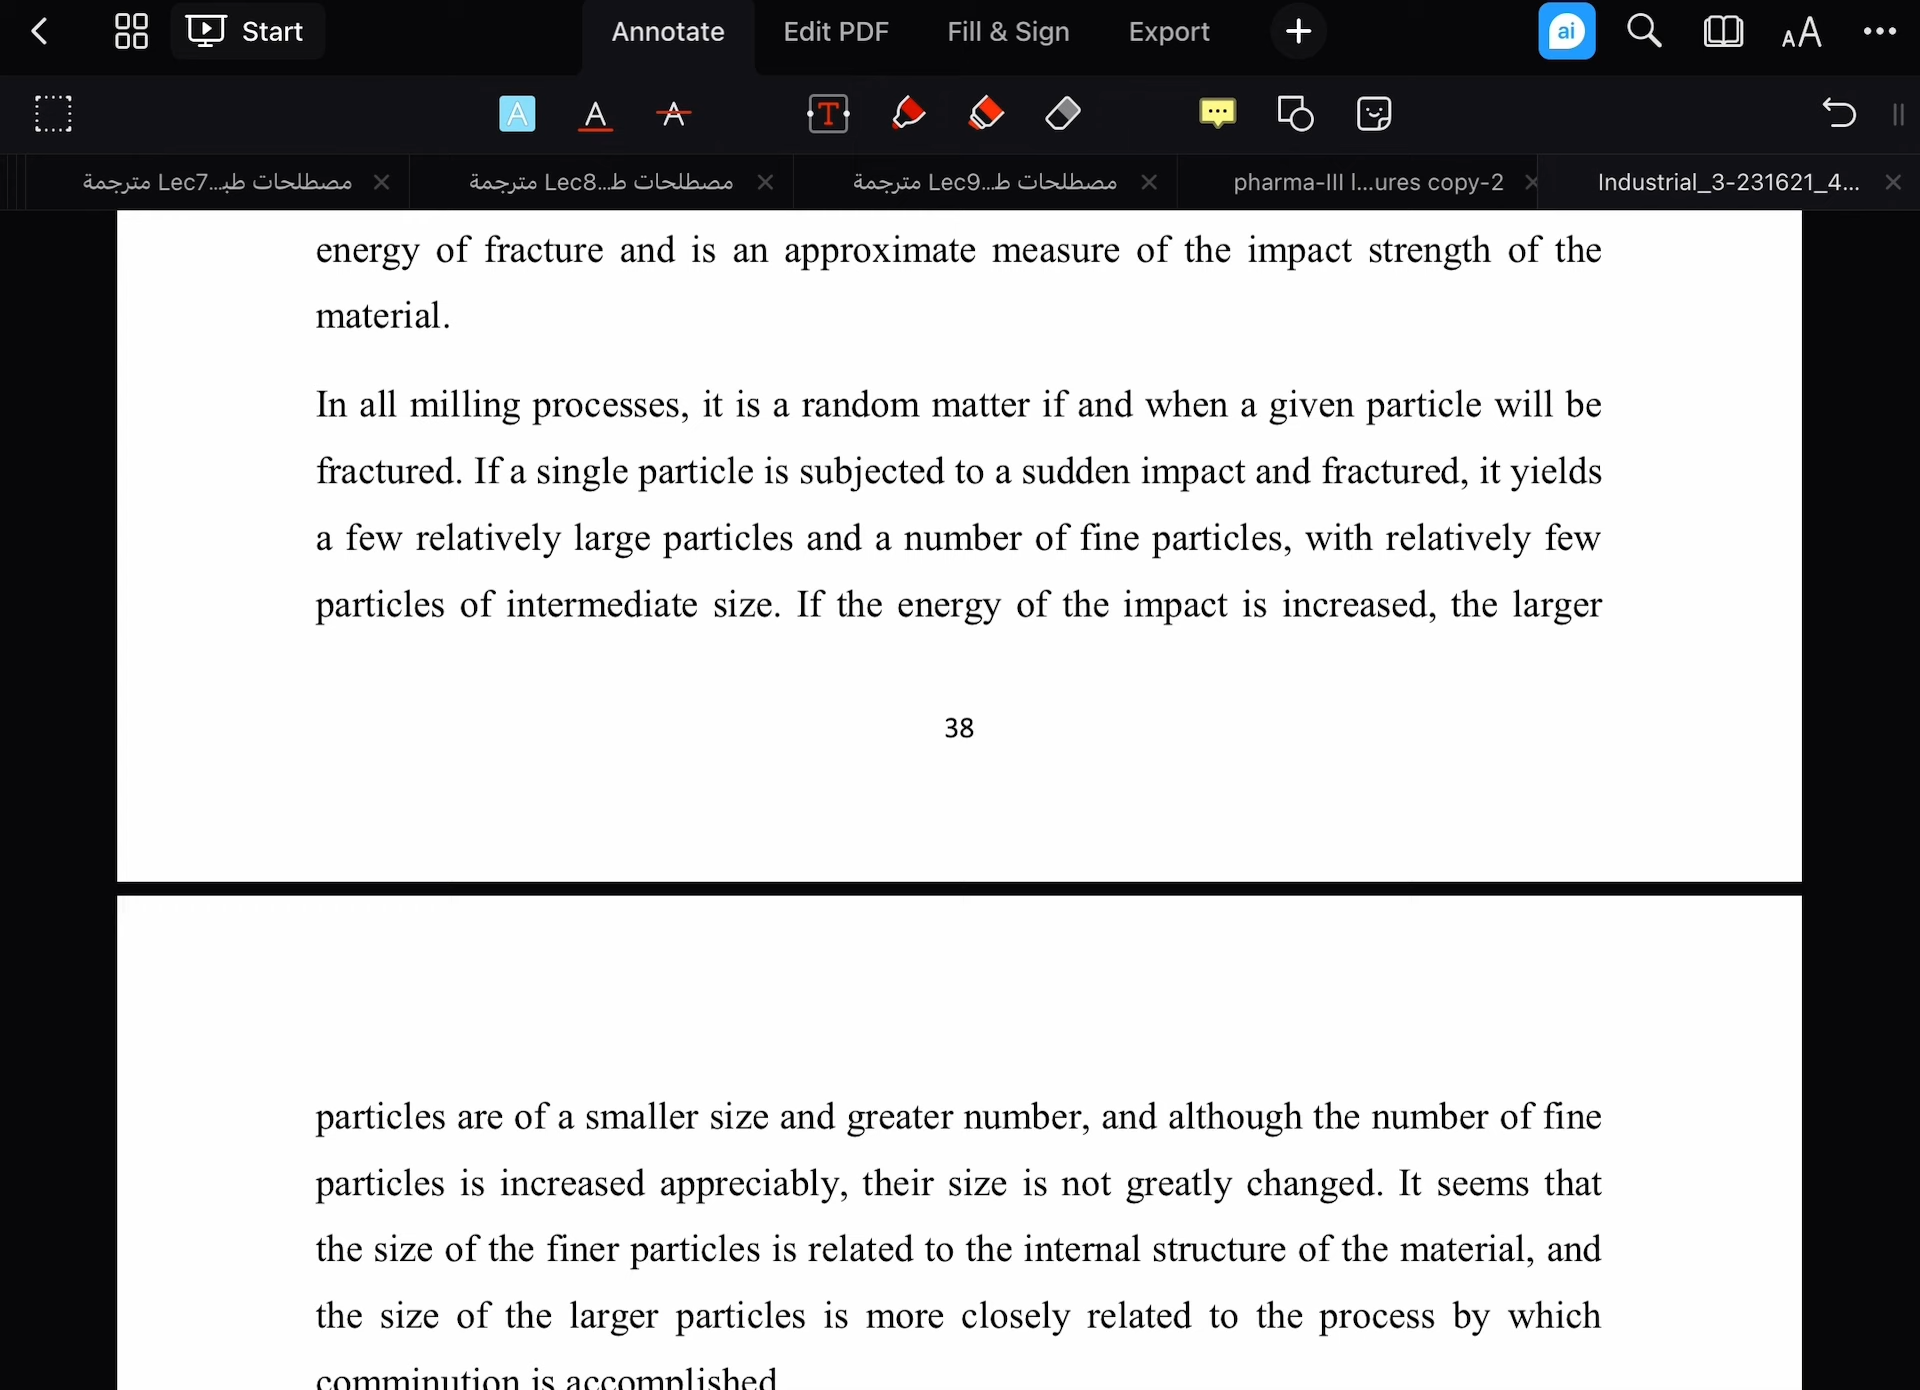 Start
Annotate
Edit PDF
Fill & Sign
Export
ai
AA
A
A
A
T
مصطلحات طبـ...Lec7 مترجمة
مصطلحات ط...Lec8 مترجمة
مصطلحات ط...Lec9 مترجمة
pharma-III l...ures copy-2
Industrial_3-231621_4...
energy of fracture and is an approximate measure of the impact strength of the
material.
In all milling processes, it is a random matter if and when a given particle will be
fractured. If a single particle is subjected to a sudden impact and fractured, it yields
a few relatively large particles and a number of fine particles, with relatively few
particles of intermediate size. If the energy of the impact is increased, the larger
38
particles are of a smaller size and greater number, and although the number of fine
particles is increased appreciably, their size is not greatly changed. It seems that
the size of the finer particles is related to the internal structure of the material, and
the size of the larger particles is more closely related to the process by which
comminution is accomplished